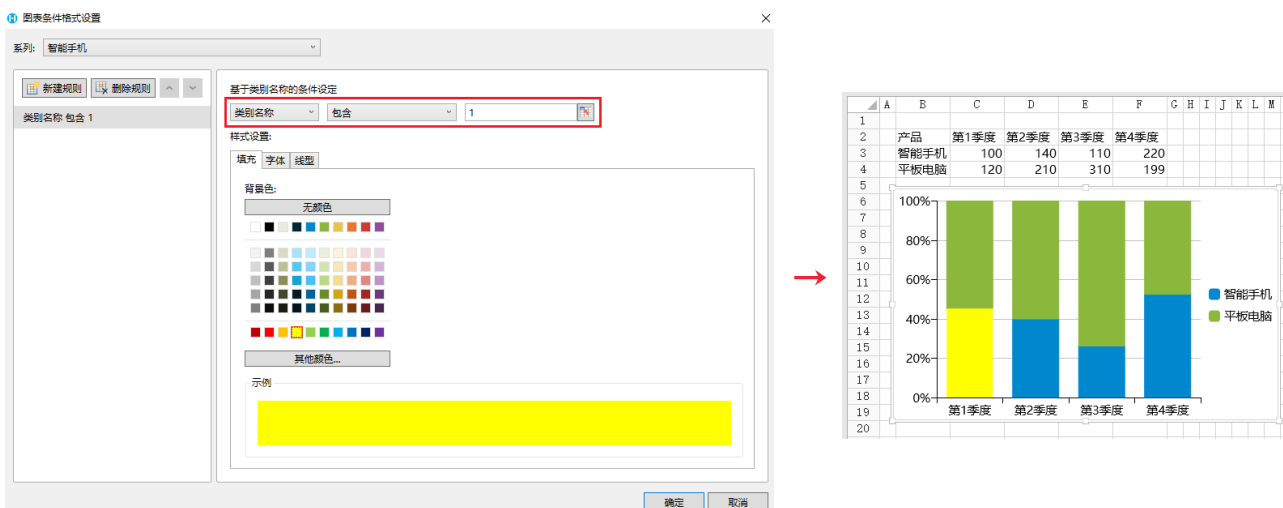 图表条件格式设置
系列: 智能手机
新建规则 删除规则
类别名称 包含 1
基于类别名称的条件设定
类别名称 包含 1
样式设置:
填充 字体 线型
背景色:
无颜色
其他颜色...
示例
确定 取消
A B C D E F G H I J K L M
1
2 产品 第1季度 第2季度 第3季度 第4季度
3 智能手机 100 140 110 220
4 平板电脑 120 210 310 199
5
6
7
8
9
10
11
12
13
14
15
16
17
18
19
20
100%
80%
60%
40%
20%
0%
第1季度 第2季度 第3季度 第4季度
智能手机
平板电脑